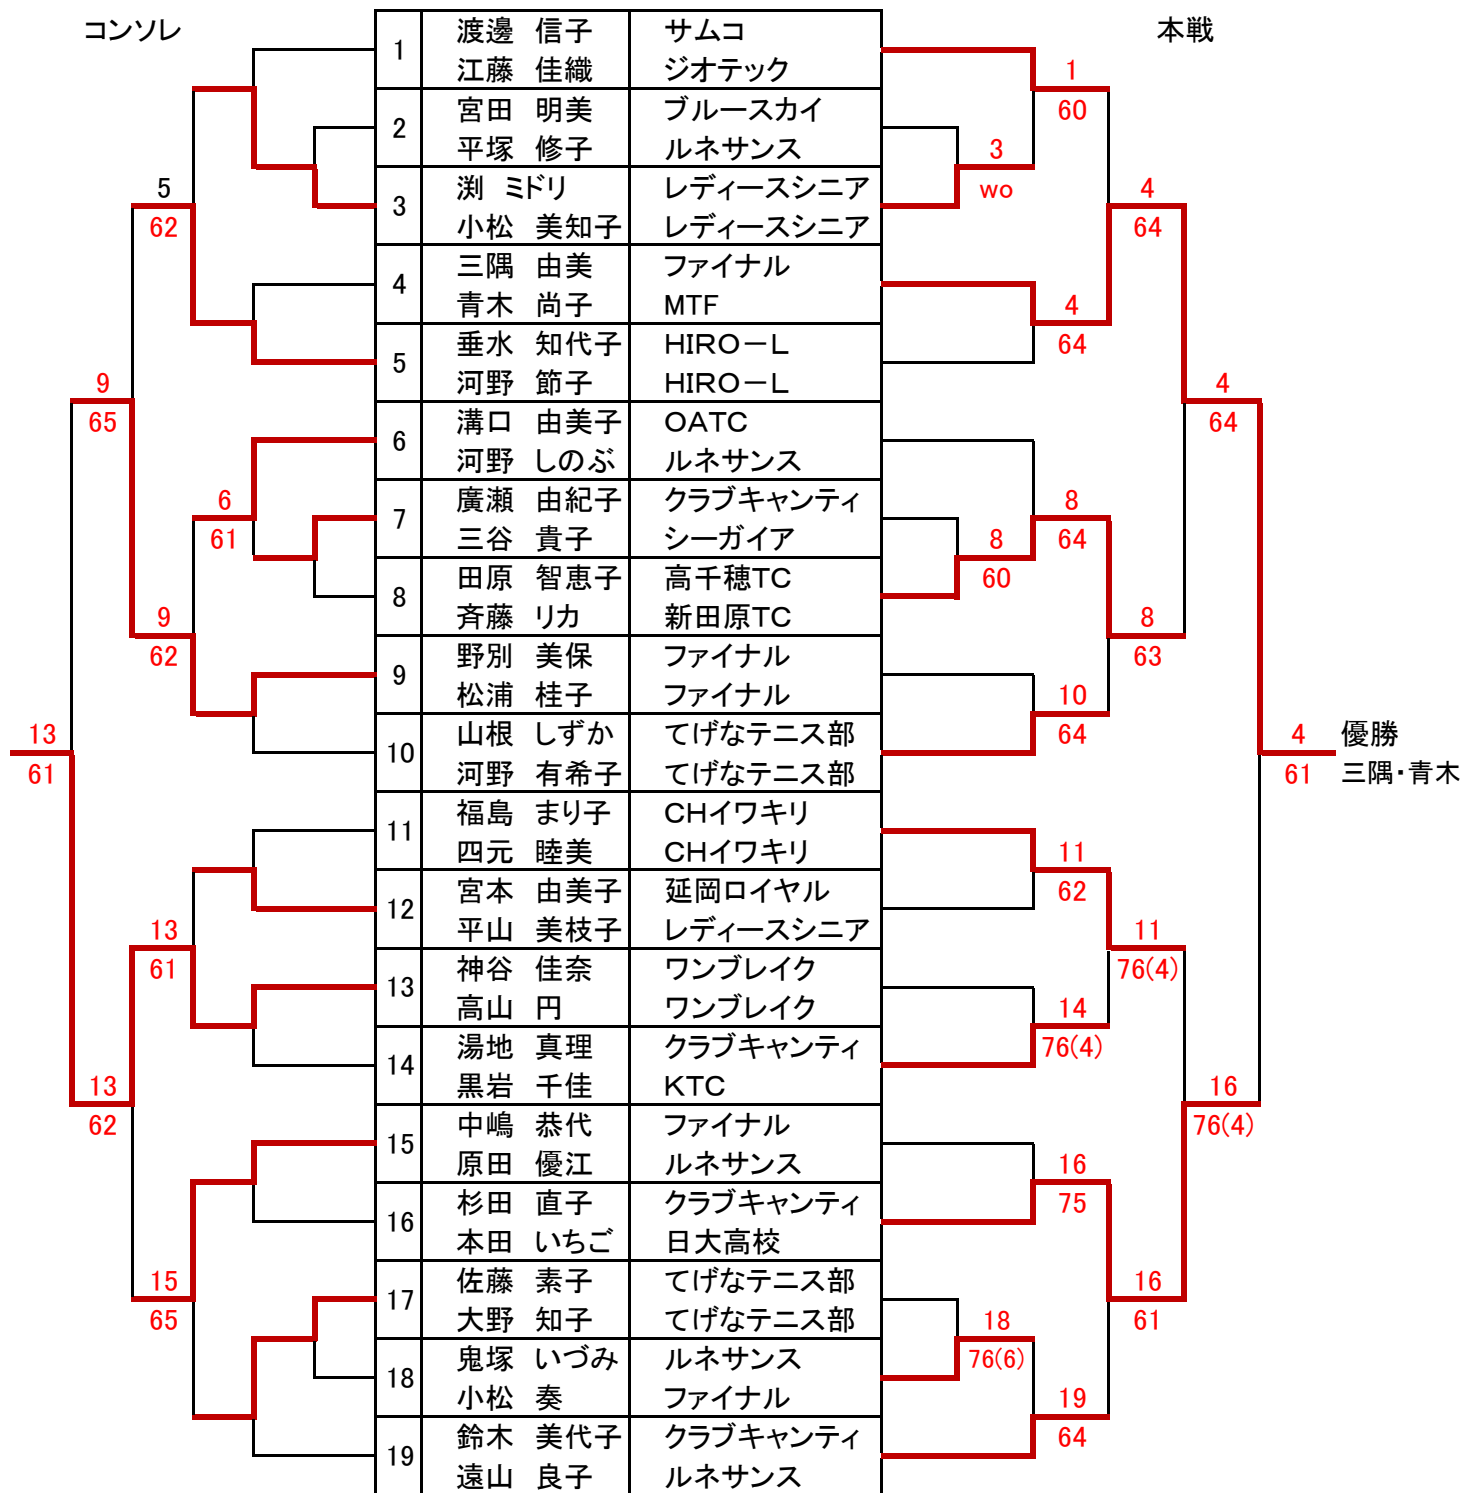 コンソレ
本戦
1 渡邊 信子 サムコ
江藤 佳織 ジオテック
2 宮田 明美 ブルースカイ
平塚 修子 ルネサンス
3 渕 ミドリ レディースシニア
小松 美知子 レディースシニア
4 三隅 由美 ファイナル
青木 尚子 MTF
5 垂水 知代子 HIRO－L
河野 節子 HIRO－L
6 溝口 由美子 OATC
河野 しのぶ ルネサンス
7 廣瀬 由紀子 クラブキャンティ
三谷 貴子 シーガイア
8 田原 智恵子 高千穂TC
斉藤 リカ 新田原TC
9 野別 美保 ファイナル
松浦 桂子 ファイナル
10 山根 しずか てげなテニス部
河野 有希子 てげなテニス部
11 福島 まり子 CHイワキリ
四元 睦美 CHイワキリ
12 宮本 由美子 延岡ロイヤル
平山 美枝子 レディースシニア
13 神谷 佳奈 ワンブレイク
高山 円 ワンブレイク
14 湯地 真理 クラブキャンティ
黒岩 千佳 KTC
15 中嶋 恭代 ファイナル
原田 優江 ルネサンス
16 杉田 直子 クラブキャンティ
本田 いちご 日大高校
17 佐藤 素子 てげなテニス部
大野 知子 てげなテニス部
18 鬼塚 いづみ ルネサンス
小松 奏 ファイナル
19 鈴木 美代子 クラブキャンティ
遠山 良子 ルネサンス
5
62
9
65
6
61
9
62
13
61
13
61
13
62
15
65
1
60
3
wo
4
64
4
64
4
64
8
64
8
60
8
63
10
64
4
61
優勝
三隅・青木
11
62
11
76(4)
14
76(4)
16
76(4)
16
75
16
61
18
76(6)
19
64